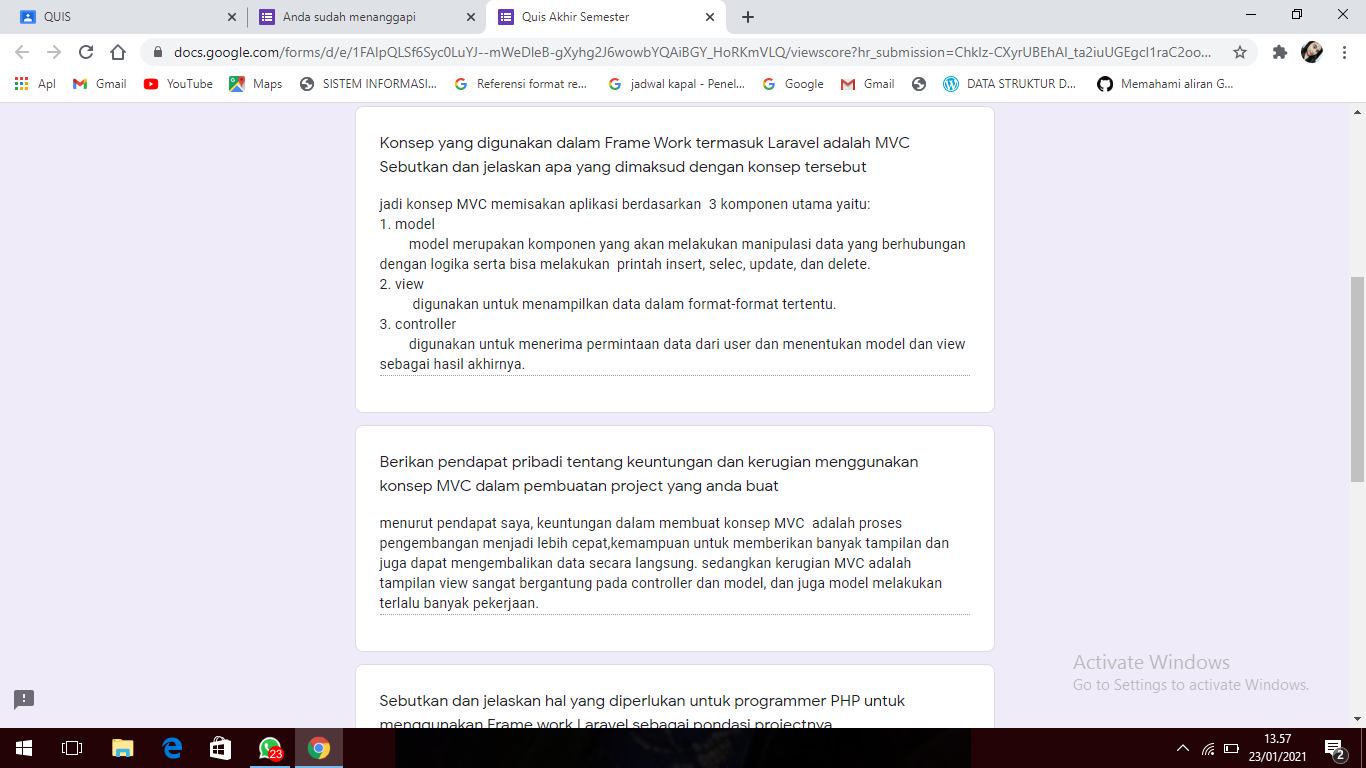 QUIS
Anda sudah menanggapi
Quis Akhir Semester
docs.google.com/forms/d/e/1FAIpQLSf6Syc0LuYJ--mWeDIeB-gXyhg2J6wowbYQAiBGY_HoRKmVLQ/viewscore?hr_submission=ChkIz-CXyrUBEhAI_ta2iuUGEgcI1raC2oo...
Apl
Gmail
YouTube
Maps
SISTEM INFORMASI...
Referensi format re...
jadwal kapal - Penel...
Google
Gmail
DATA STRUKTUR D...
Memahami aliran G...
Konsep yang digunakan dalam Frame Work termasuk Laravel adalah MVC
Sebutkan dan jelaskan apa yang dimaksud dengan konsep tersebut
jadi konsep MVC memisakan aplikasi berdasarkan 3 komponen utama yaitu:
1. model
model merupakan komponen yang akan melakukan manipulasi data yang berhubungan
dengan logika serta bisa melakukan printah insert, selec, update, dan delete.
2. view
digunakan untuk menampilkan data dalam format-format tertentu.
3. controller
digunakan untuk menerima permintaan data dari user dan menentukan model dan view
sebagai hasil akhirnya.
Berikan pendapat pribadi tentang keuntungan dan kerugian menggunakan
konsep MVC dalam pembuatan project yang anda buat
menurut pendapat saya, keuntungan dalam membuat konsep MVC adalah proses
pengembangan menjadi lebih cepat,kemampuan untuk memberikan banyak tampilan dan
juga dapat mengembalikan data secara langsung. sedangkan kerugian MVC adalah
tampilan view sangat bergantung pada controller dan model, dan juga model melakukan
terlalu banyak pekerjaan.
Sebutkan dan jelaskan hal yang diperlukan untuk programmer PHP untuk
menggunakan Frame work Laravel sebagai pondasi projectnya
Activate Windows
Go to Settings to activate Windows.
23
13.57
23/01/2021
2